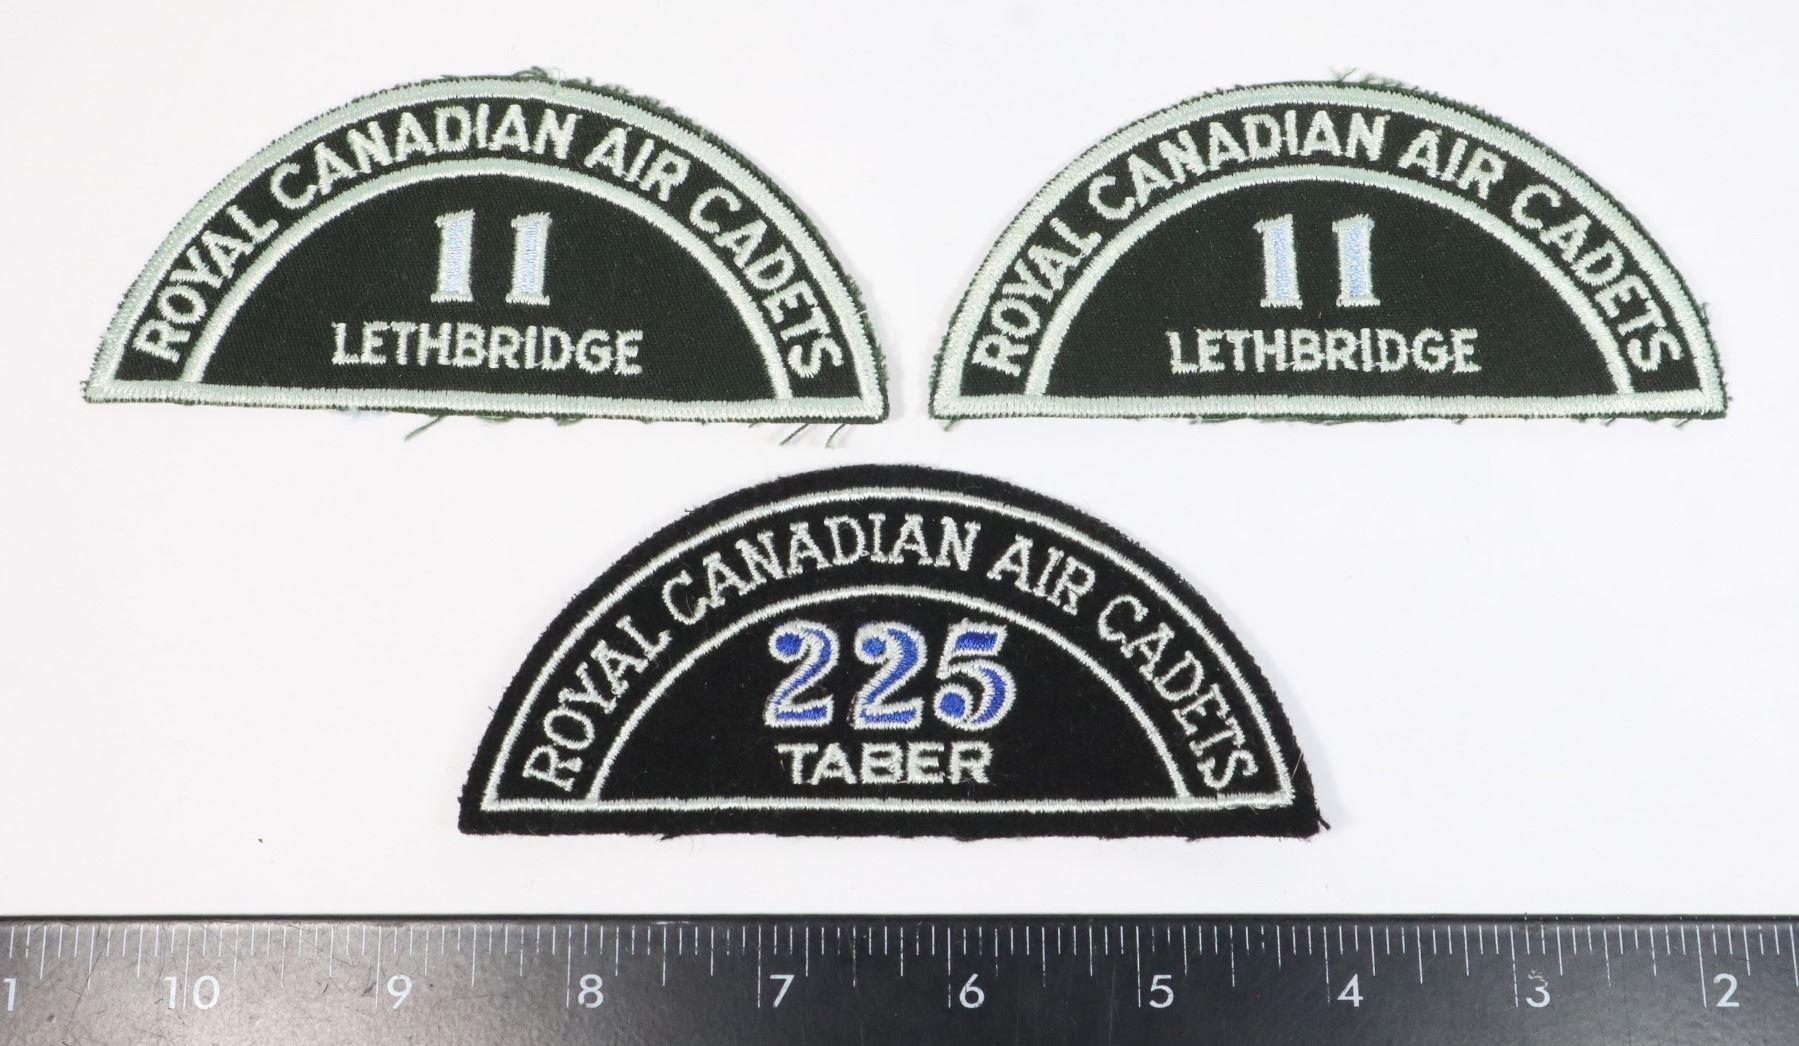 ROYAL CANADIAN AIR CADETS
11
LETHBRIDGE
ROYAL CANADIAN AIR CADETS
11
LETHBRIDGE
ROYAL CANADIAN AIR CADETS
225
TABER
1 10 9 8 7 6 5 4 3 2